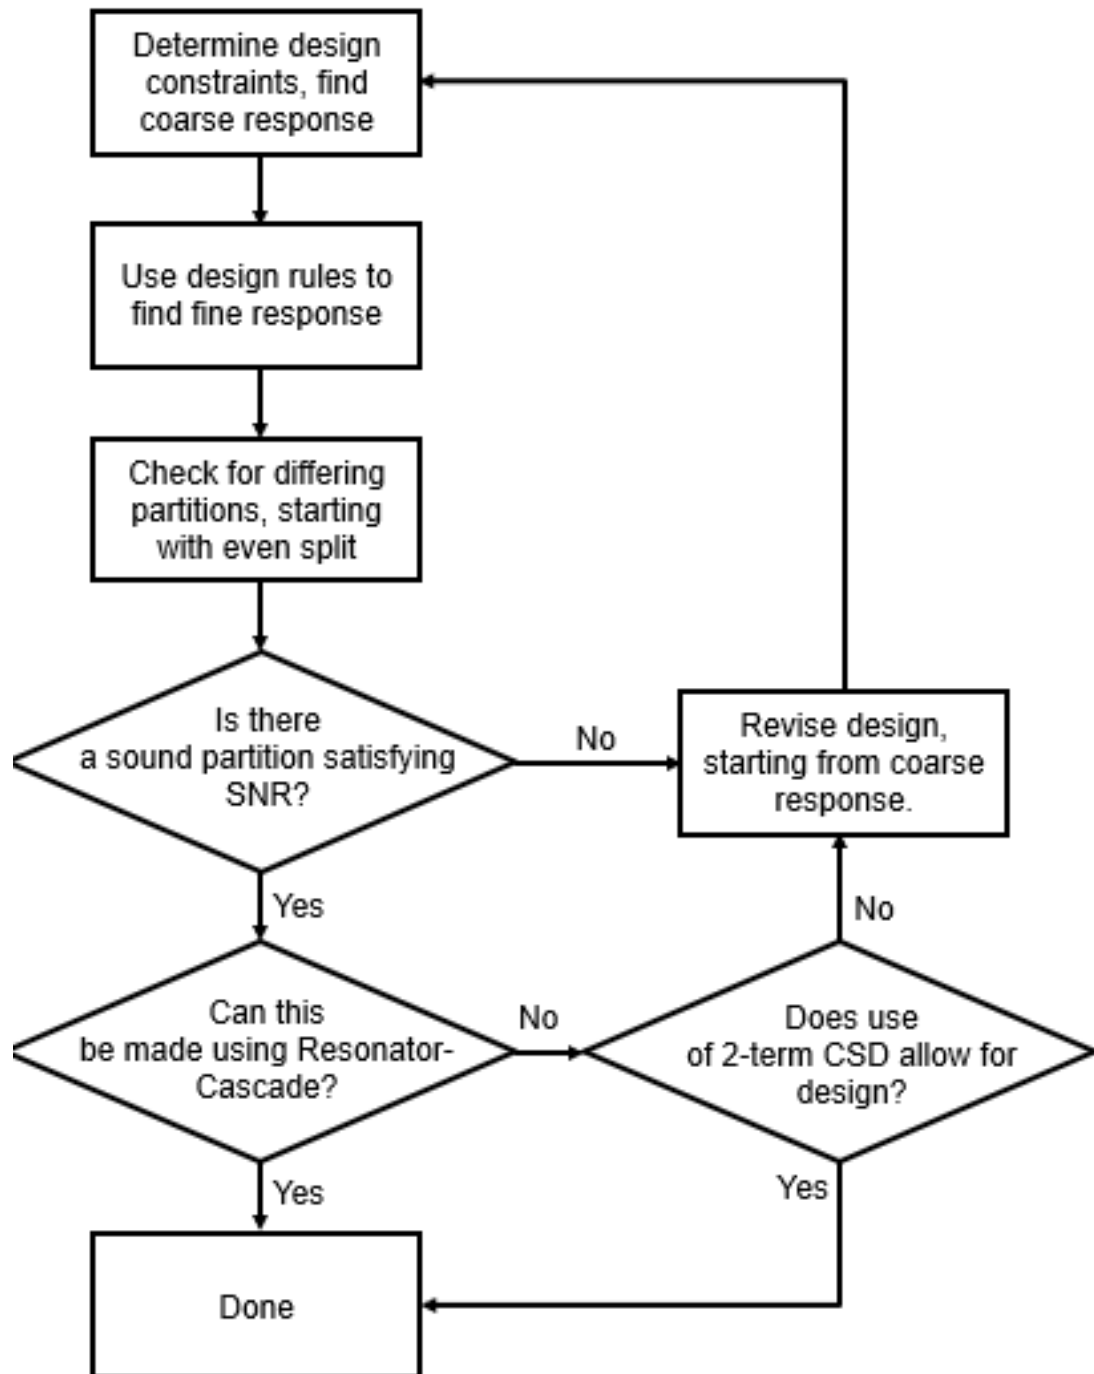 Determine design
constraints, find
coarse response
Use design rules to
find fine response
Check for differing
partitions, starting
with even split
Is there
a sound partition satisfying
SNR?
No
Revise design,
starting from coarse
response.
Yes
No
Can this
be made using Resonator-
Cascade?
No
Does use
of 2-term CSD allow for
design?
Yes
Yes
Done